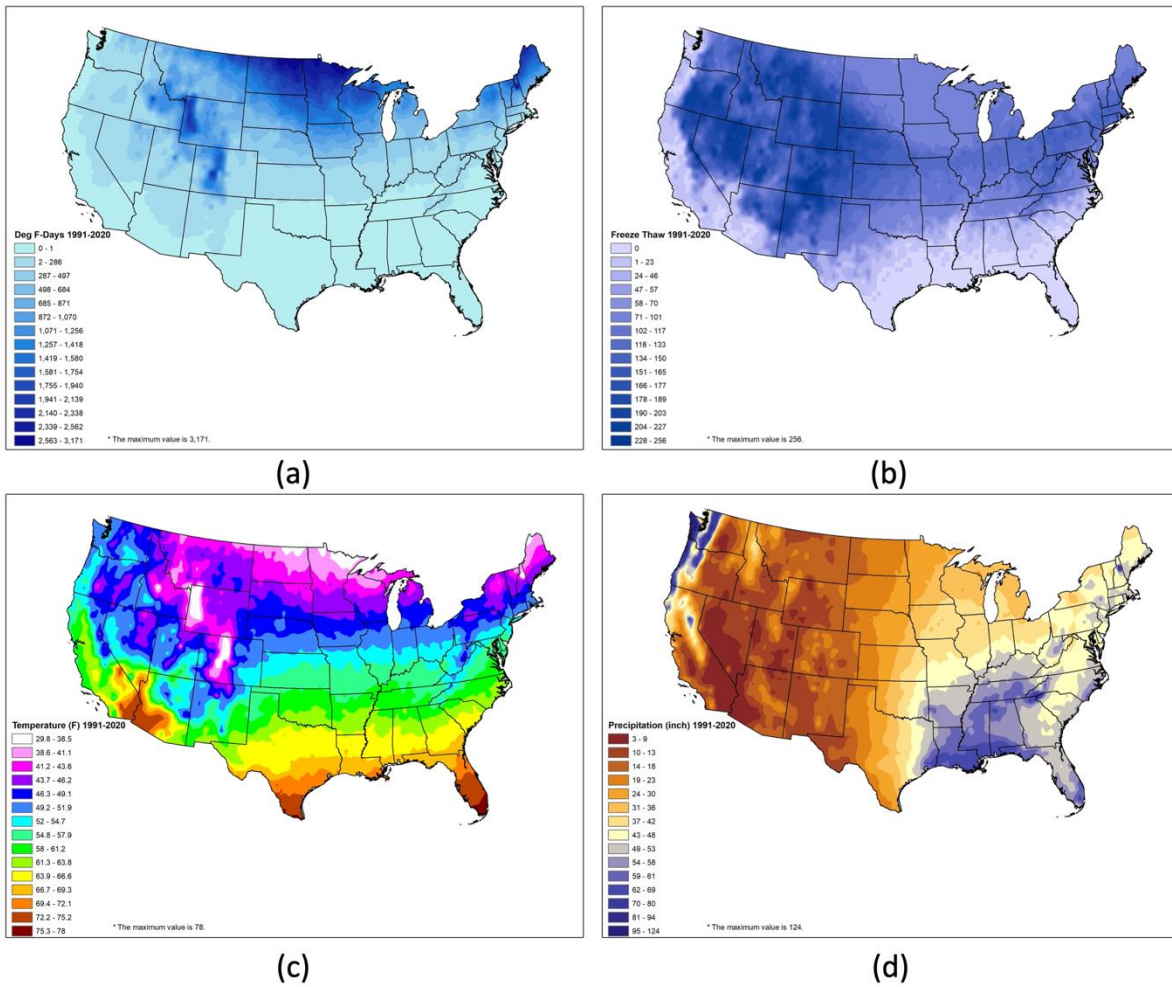 Deg F-Days 1991-2020
0 - 1
2 - 286
287 - 497
498 - 684
685 - 871
872 - 1,070
1,071 - 1,256
1,257 - 1,418
1,419 - 1,580
1,581 - 1,754
1,755 - 1,940
1,941 - 2,139
2,140 - 2,338
2,339 - 2,562
2,563 - 3,171
* The maximum value is 3,171.
(a)
Freeze Thaw 1991-2020
0
1 - 23
24 - 46
47 - 57
58 - 70
71 - 101
102 - 117
118 - 133
134 - 150
151 - 165
166 - 177
178 - 189
190 - 203
204 - 227
228 - 256
* The maximum value is 256.
(b)
Temperature (F) 1991-2020
29.8 - 38.5
38.6 - 41.1
41.2 - 43.6
43.7 - 46.2
46.3 - 49.1
49.2 - 51.9
52 - 54.7
54.8 - 57.9
58 - 61.2
61.3 - 63.8
63.9 - 66.6
66.7 - 69.3
69.4 - 72.1
72.2 - 75.2
75.3 - 78
* The maximum value is 78.
(c)
Precipitation (inch) 1991-2020
3 - 9
10 - 13
14 - 18
19 - 23
24 - 30
31 - 36
37 - 42
43 - 48
49 - 53
54 - 58
59 - 61
62 - 69
70 - 80
81 - 94
95 - 124
* The maximum value is 124.
(d)